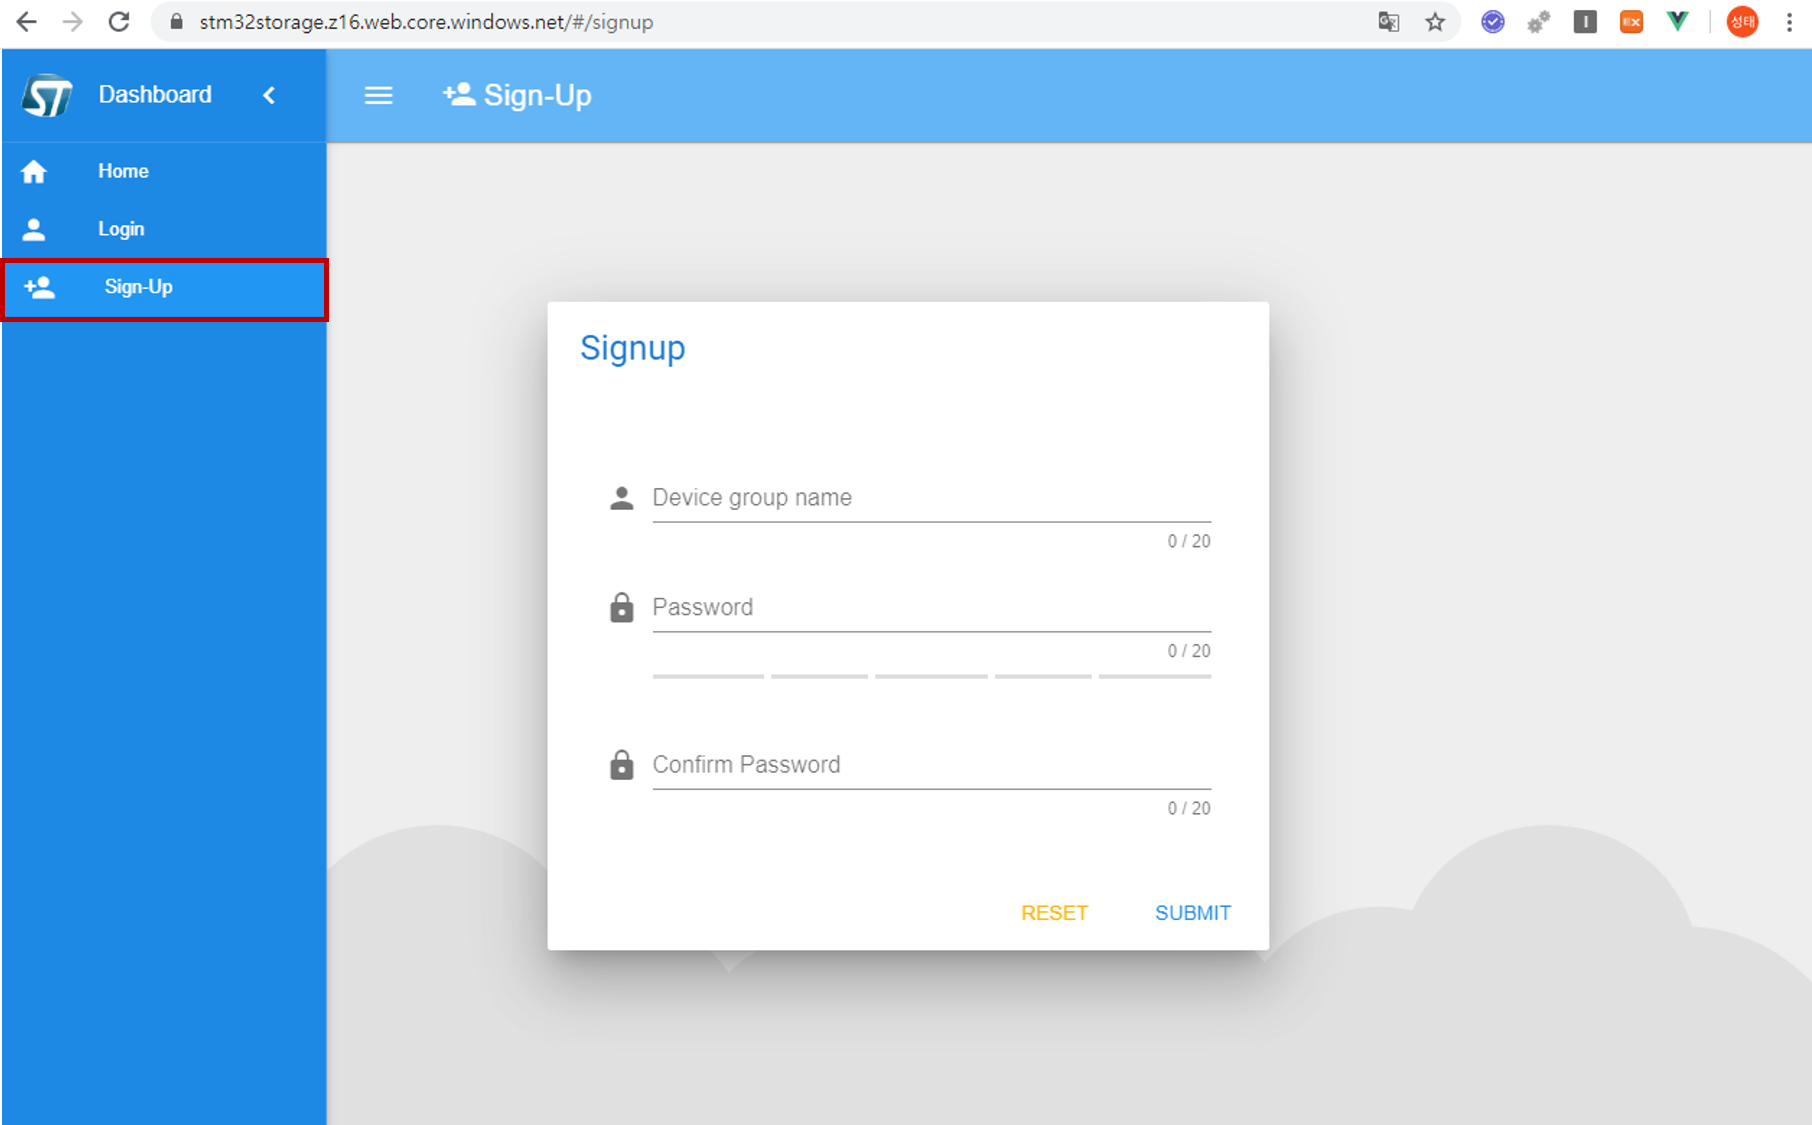 stm32storage.z16.web.core.windows.net/#/signup
성태
ST Dashboard
Sign-Up
Home
Login
Sign-Up
Signup
Device group name
0 / 20
Password
0 / 20
Confirm Password
0 / 20
RESET SUBMIT